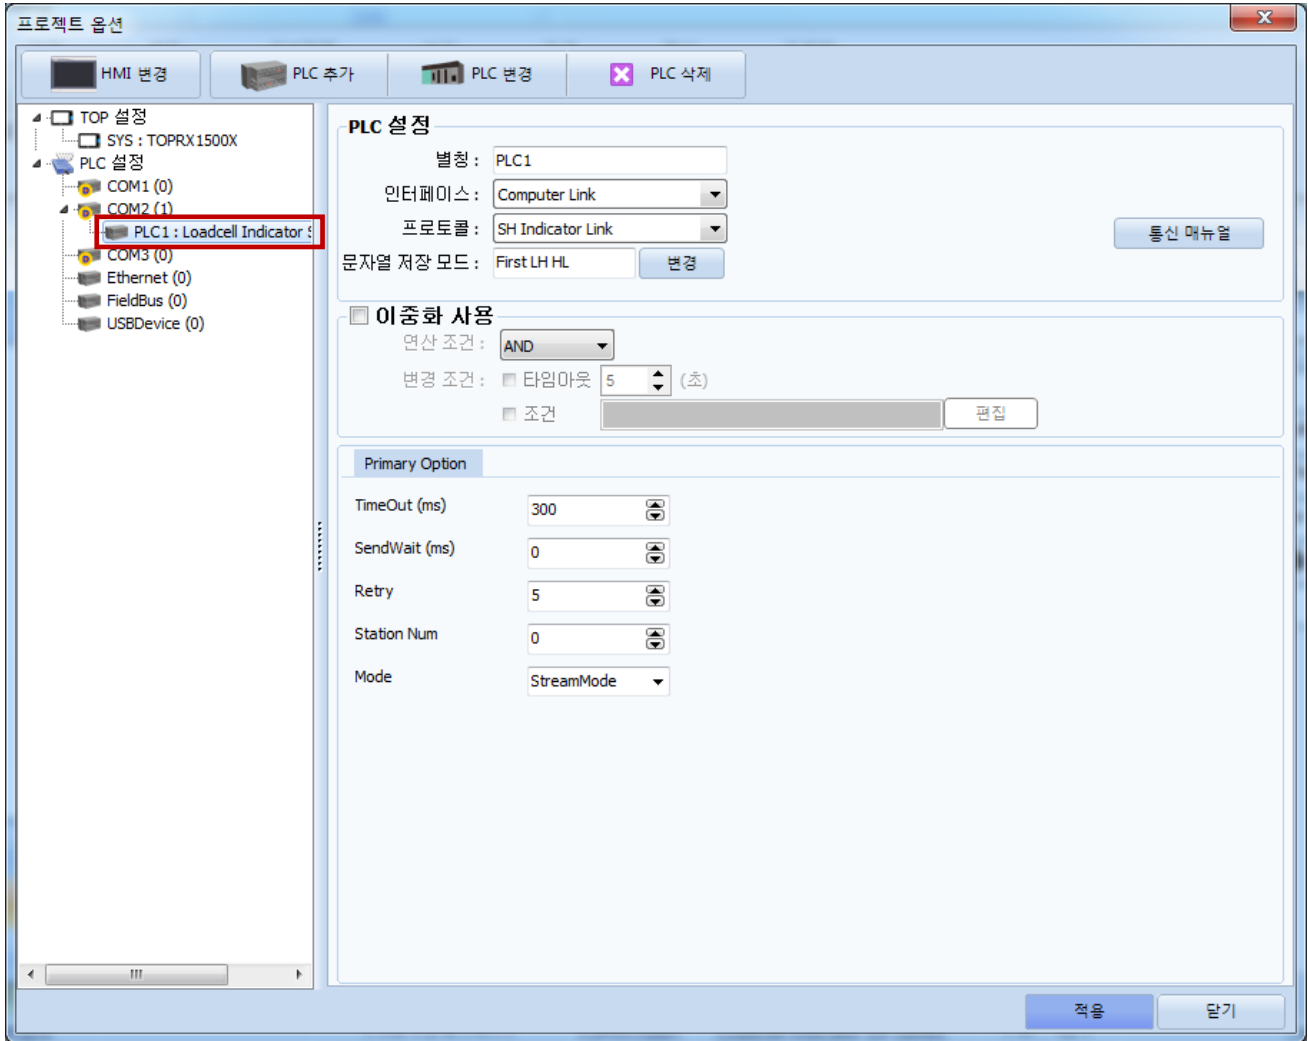 프로젝트 옵션
HMI 변경
PLC 추가
PLC 변경
PLC 삭제
TOP 설정
SYS : TOPRX1500X
PLC 설정
COM1 (0)
COM2 (1)
PLC1 : Loadcell Indicator
COM3 (0)
Ethernet (0)
FieldBus (0)
USBDevice (0)
PLC 설정
별칭 : PLC1
인터페이스 : Computer Link
프로토콜 : SH Indicator Link
통신 매뉴얼
문자열 저장 모드 : First LH HL 변경
이중화 사용
연산 조건 : AND
변경 조건 : 타임아웃 5 (초)
조건 편집
Primary Option
TimeOut (ms) 300
SendWait (ms) 0
Retry 5
Station Num 0
Mode StreamMode
적용 닫기